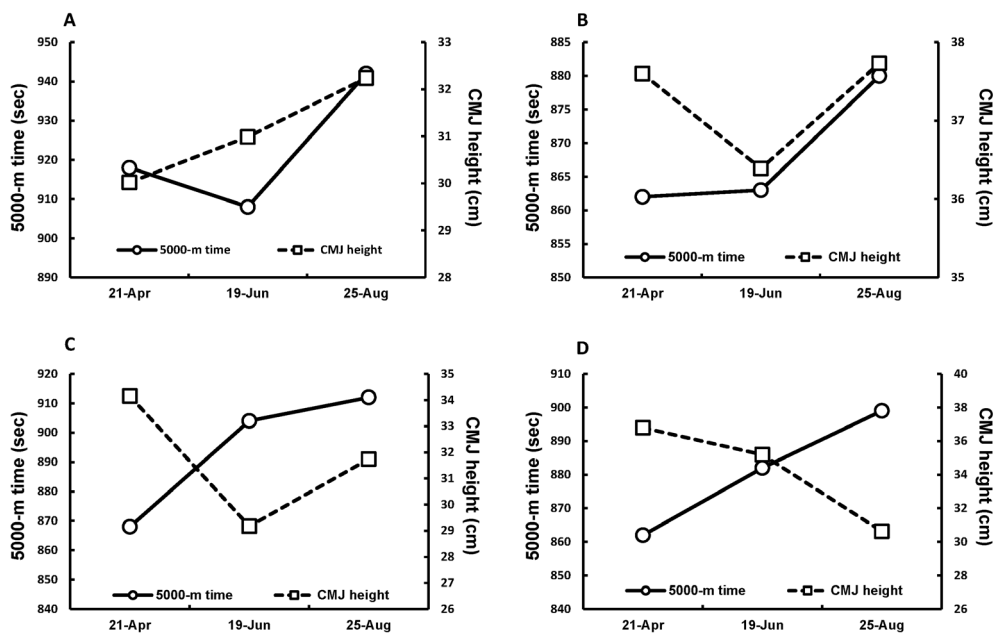 A
5000-m time (sec)
950
940
930
920
910
900
890
33
32
31
30
29
28
CMJ height (cm)
5000-m time
CMJ height
21-Apr
19-Jun
25-Aug
B
5000-m time (sec)
885
880
875
870
865
860
855
850
38
37
36
35
CMJ height (cm)
5000-m time
CMJ height
21-Apr
19-Jun
25-Aug
C
5000-m time (sec)
920
910
900
890
880
870
860
850
840
35
34
33
32
31
30
29
28
27
26
CMJ height (cm)
5000-m time
CMJ height
21-Apr
19-Jun
25-Aug
D
5000-m time (sec)
910
900
890
880
870
860
850
840
40
38
36
34
32
30
28
26
CMJ height (cm)
5000-m time
CMJ height
21-Apr
19-Jun
25-Aug